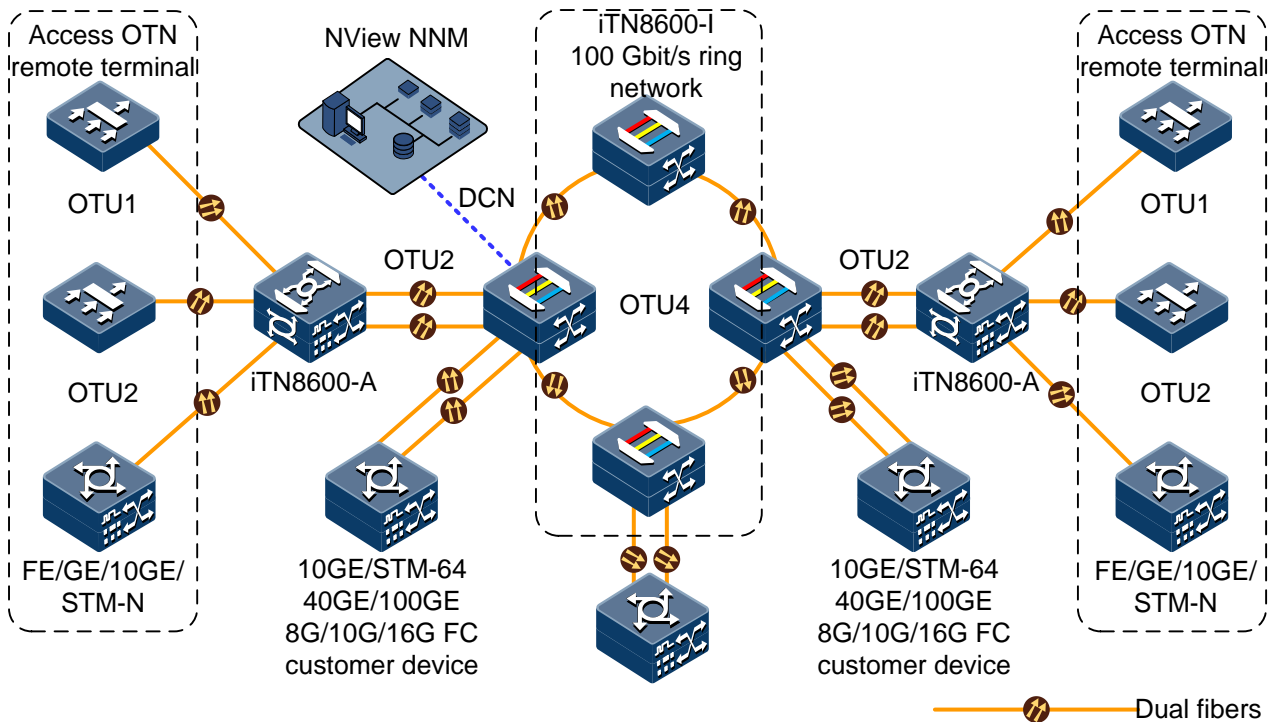 Access OTN
remote terminal
NView NNM
iTN8600-I
100 Gbit/s ring
network
Access OTN
remote terminal
OTU1
DCN
OTU1
OTU2
OTU4
OTU2
OTU2
iTN8600-A
iTN8600-A
OTU2
FE/GE/10GE/
STM-N
10GE/STM-64
40GE/100GE
8G/10G/16G FC
customer device
10GE/STM-64
40GE/100GE
8G/10G/16G FC
customer device
FE/GE/10GE/
STM-N
Dual fibers